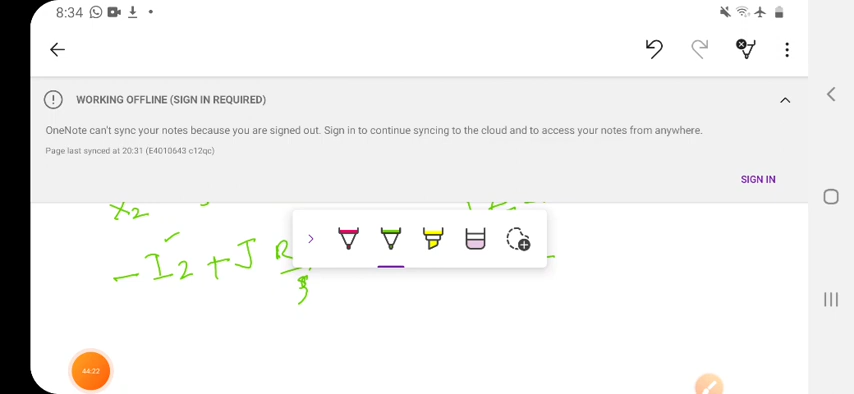 8:34
WORKING OFFLINE (SIGN IN REQUIRED)
OneNote can't sync your notes because you are signed out. Sign in to continue syncing to the cloud and to access your notes from anywhere.
Page last synced at 20:31 (E4010643 c12qc)
SIGN IN
X2
- I2 + J R
3
44:22